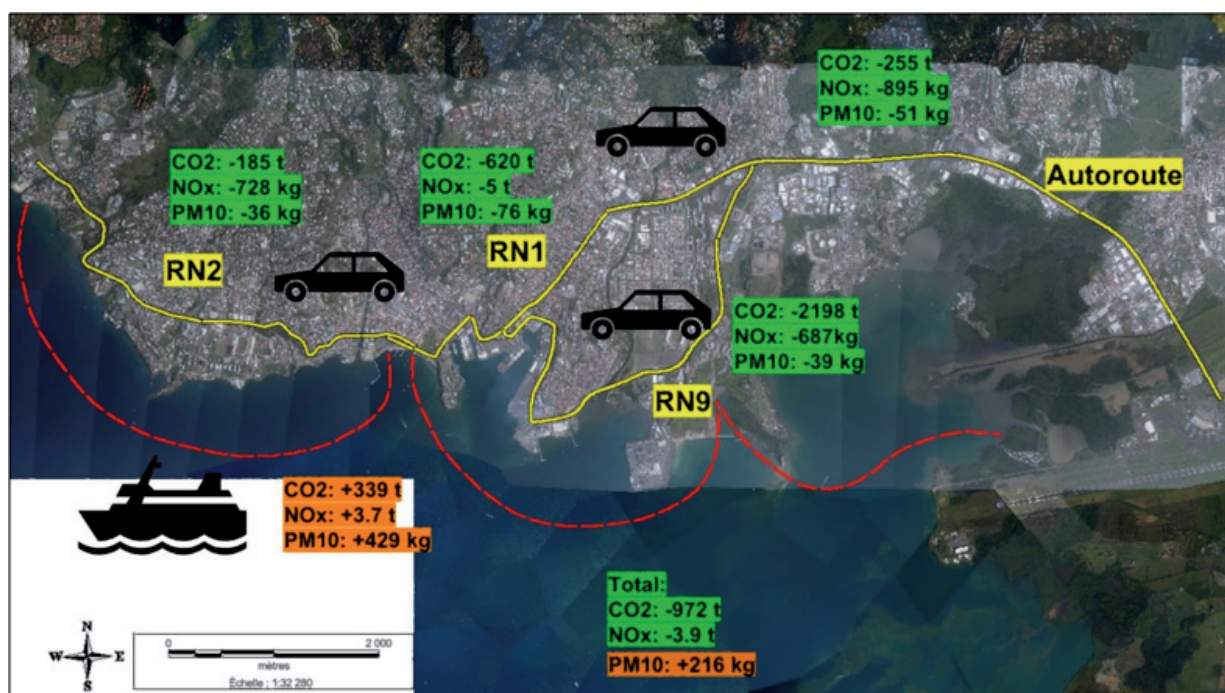 CO2: -255 t
NOx: -895 kg
PM10: -51 kg
CO2: -185 t
NOx: -728 kg
PM10: -36 kg
CO2: -620 t
NOx: -5 t
PM10: -76 kg
Autoroute
RN2
RN1
CO2: -2198 t
NOx: -687kg
PM10: -39 kg
RN9
CO2: +339 t
NOx: +3.7 t
PM10: +429 kg
Total:
CO2: -972 t
NOx: -3.9 t
PM10: +216 kg
N
W E
S
0 2 000
mètres
Échelle : 1:32 280